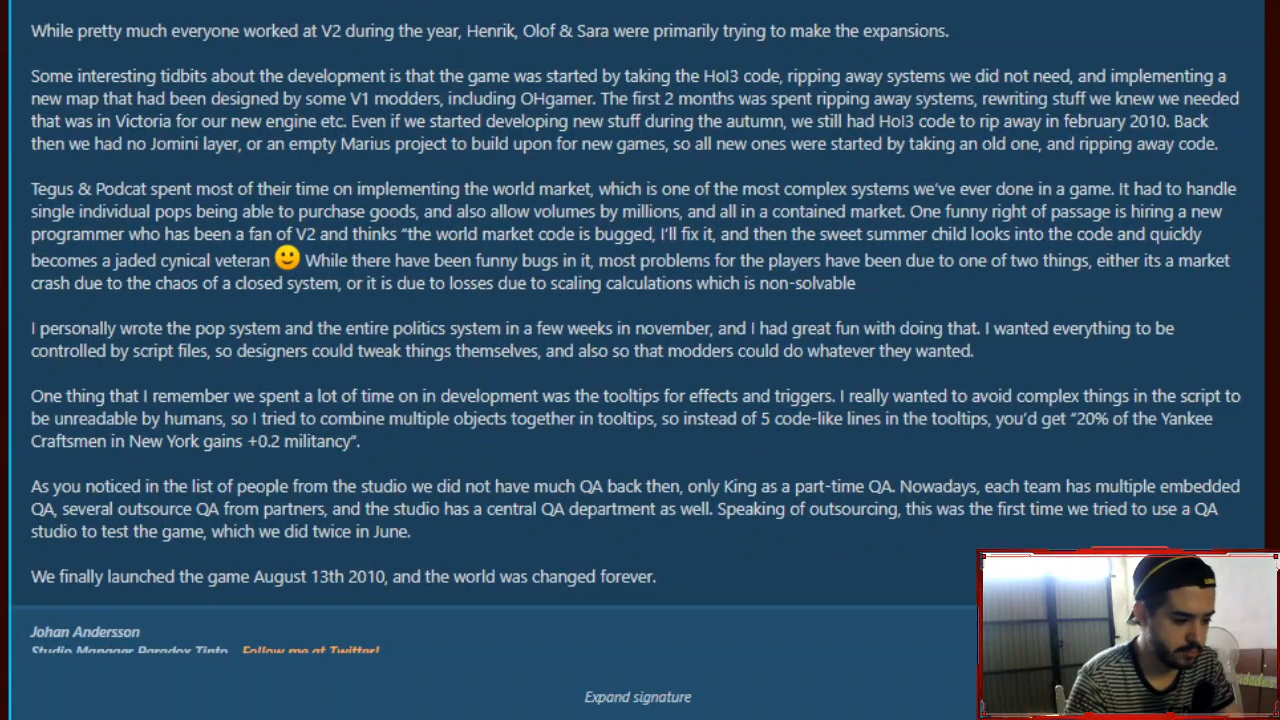 While pretty much everyone worked at V2 during the year, Henrik, Olof & Sara were primarily trying to make the expansions.
Some interesting tidbits about the development is that the game was started by taking the HoI3 code, ripping away systems we did not need, and implementing a
new map that had been designed by some V1 modders, including OHgamer. The first 2 months was spent ripping away systems, rewriting stuff we knew we needed
that was in Victoria for our new engine etc. Even if we started developing new stuff during the autumn, we still had HoI3 code to rip away in february 2010. Back
then we had no Jomini layer, or an empty Marius project to build upon for new games, so all new ones were started by taking an old one, and ripping away code.
Tegus & Podcat spent most of their time on implementing the world market, which is one of the most complex systems we've ever done in a game. It had to handle
single individual pops being able to purchase goods, and also allow volumes by millions, and all in a contained market. One funny right of passage is hiring a new
programmer who has been a fan of V2 and thinks “the world market code is bugged, I'll fix it, and then the sweet summer child looks into the code and quickly
becomes a jaded cynical veteran 🙂 While there have been funny bugs in it, most problems for the players have been due to one of two things, either its a market
crash due to the chaos of a closed system, or it is due to losses due to scaling calculations which is non-solvable
I personally wrote the pop system and the entire politics system in a few weeks in november, and I had great fun with doing that. I wanted everything to be
controlled by script files, so designers could tweak things themselves, and also so that modders could do whatever they wanted.
One thing that I remember we spent a lot of time on in development was the tooltips for effects and triggers. I really wanted to avoid complex things in the script to
be unreadable by humans, so I tried to combine multiple objects together in tooltips, so instead of 5 code-like lines in the tooltips, you'd get “20% of the Yankee
Craftsmen in New York gains +0.2 militancy”.
As you noticed in the list of people from the studio we did not have much QA back then, only King as a part-time QA. Nowadays, each team has multiple embedded
QA, several outsource QA from partners, and the studio has a central QA department as well. Speaking of outsourcing, this was the first time we tried to use a QA
studio to test the game, which we did twice in June.
We finally launched the game August 13th 2010, and the world was changed forever.
Johan Andersson
Studio Manager Paradox Tinto Follow me at Twitter!
Expand signature